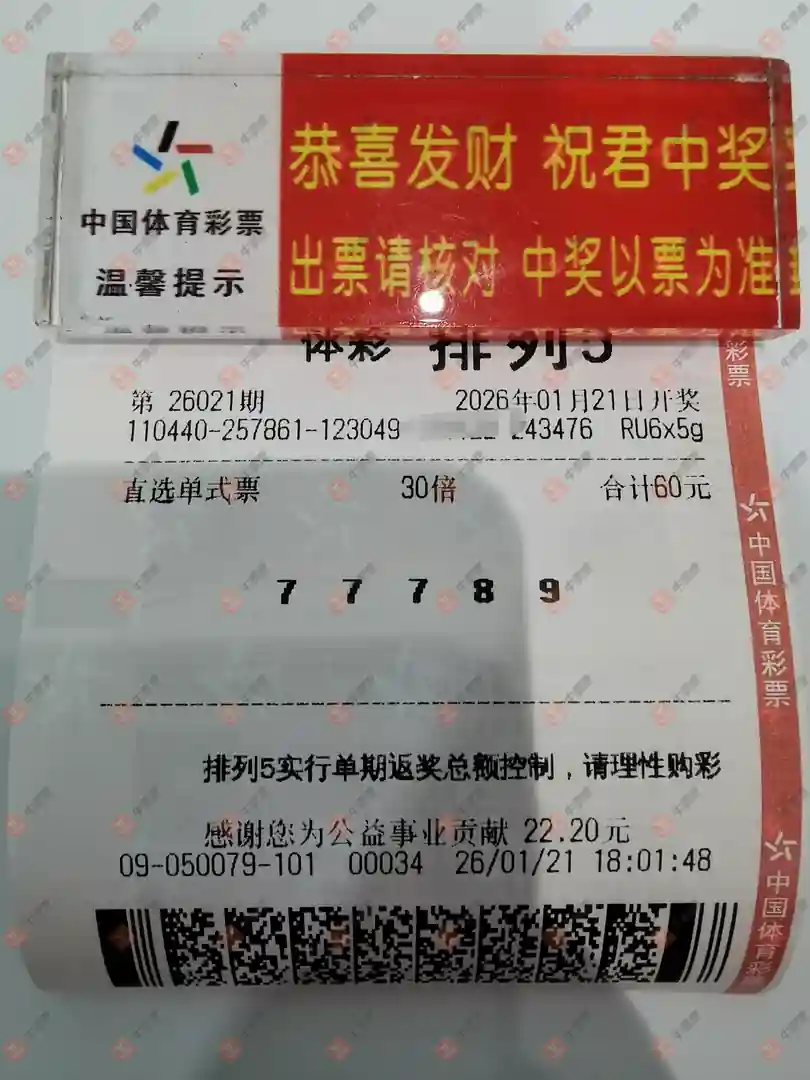 恭喜发财 祝君中奖
中国体育彩票
温馨提示
出票请核对 中奖以票为准
体彩 排列5
第 26021期 2026年01月21日开奖
110440-257861-123049 243476 RU6x5g
直选单式票 30倍 合计60元
7 7 7 8 9
排列5实行单期返奖总额控制，请理性购彩
感谢您为公益事业贡献 22.20元
09-050079-101 00034 26/01/21 18:01:48
彩票
中国体育彩票
中国体育彩